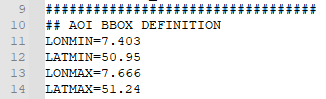 9 ##################################
10 ## AOI BBOX DEFINITION
11 LONMIN=7.403
12 LATMIN=50.95
13 LONMAX=7.666
14 LATMAX=51.24